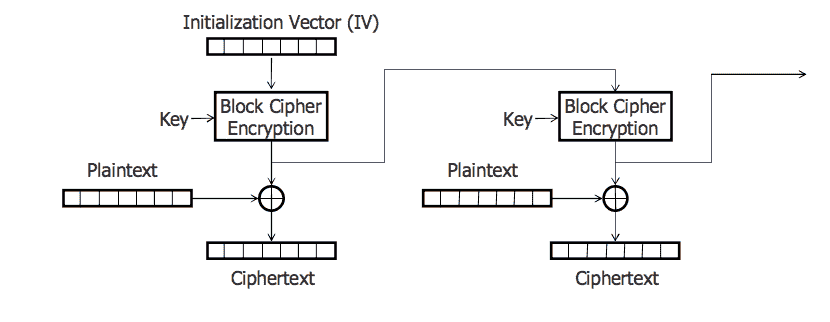 Initialization Vector (IV)
Key
Block Cipher
Encryption
Key
Block Cipher
Encryption
Plaintext
Plaintext
Ciphertext
Ciphertext